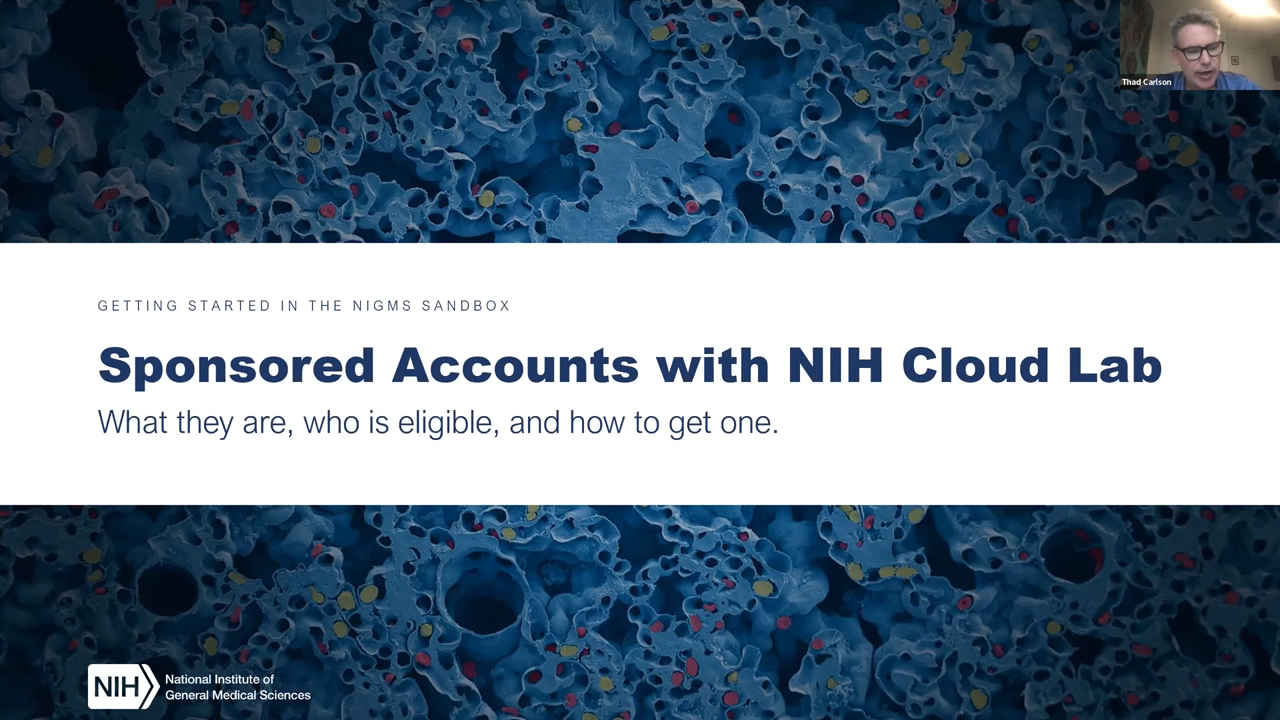 Thad Carlson
GETTING STARTED IN THE NIGMS SANDBOX
Sponsored Accounts with NIH Cloud Lab
What they are, who is eligible, and how to get one.
NIH
National Institute of
General Medical Sciences